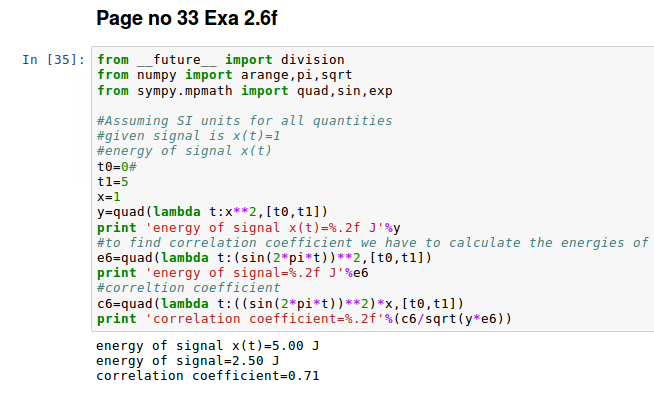 Page no 33 Exa 2.6f
In [35]: from __future__ import division
from numpy import arange,pi,sqrt
from sympy.mpmath import quad,sin,exp
#Assuming SI units for all quantities
#given signal is x(t)=1
#energy of signal x(t)
t0=0#
t1=5
x=1
y=quad(lambda t:x**2,[t0,t1])
print 'energy of signal x(t)=%.2f J'%y
#to find correlation coefficient we have to calculate the energies of
e6=quad(lambda t:(sin(2*pi*t))**2,[t0,t1])
print 'energy of signal=%.2f J'%e6
#correltion coefficient
c6=quad(lambda t:((sin(2*pi*t))**2)*x,[t0,t1])
print 'correlation coefficient=%.2f'%(c6/sqrt(y*e6))
energy of signal x(t)=5.00 J
energy of signal=2.50 J
correlation coefficient=0.71